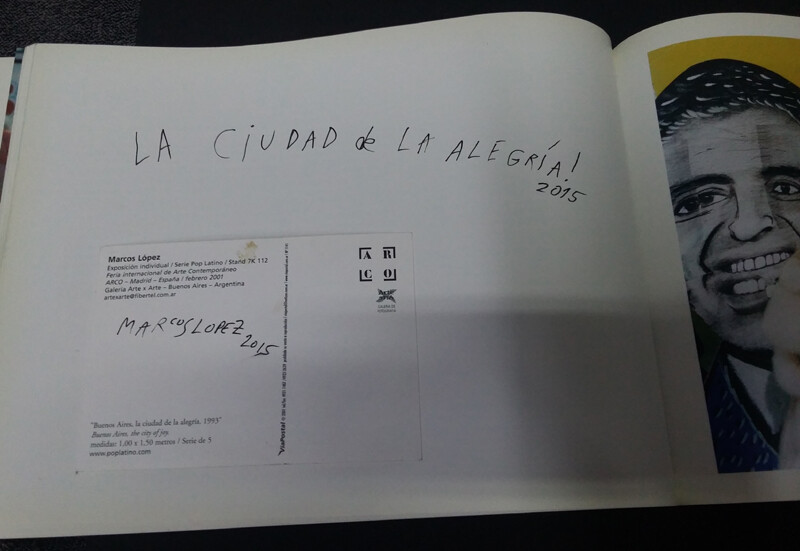 LA CiUDAD de LA ALEGRÍA!
2015
Marcos López
Exposición individual / Serie Pop Latino / Stand 7K 112
Feria internacional de Arte Contemporáneo
ARCO – Madrid – España / febrero 2001
Galería Arte x Arte – Buenos Aires – Argentina
artexarte@fibertel.com.ar
AR
CO
MARCOS LOPEZ
2015
"Buenos Aires, la ciudad de la alegría. 1993"
Buenos Aires, the city of joy.
medidas: 1,00 x 1,50 metros / Serie de 5
www.poplatino.com
ViaPostal